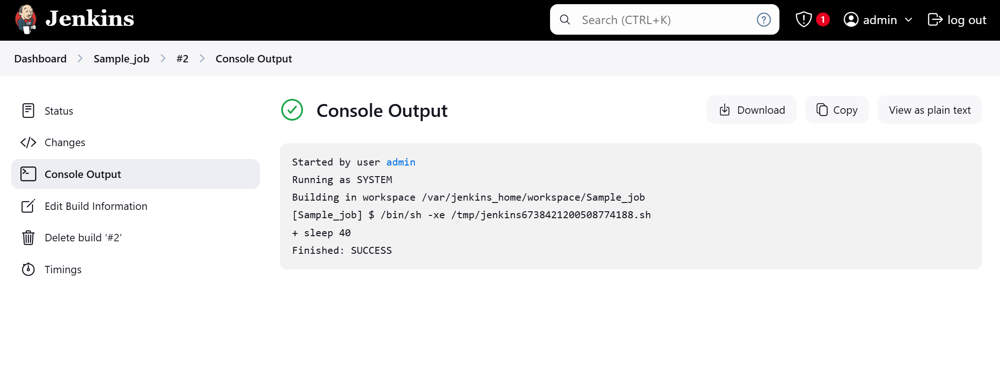 Jenkins
Search (CTRL+K)
?
1
admin
log out
Dashboard
Sample_job
#2
Console Output
Status
Changes
Console Output
Edit Build Information
Delete build ‘#2’
Timings
Console Output
Download
Copy
View as plain text
Started by user admin
Running as SYSTEM
Building in workspace /var/jenkins_home/workspace/Sample_job
[Sample_job] $ /bin/sh -xe /tmp/jenkins6738421200508774188.sh
+ sleep 40
Finished: SUCCESS